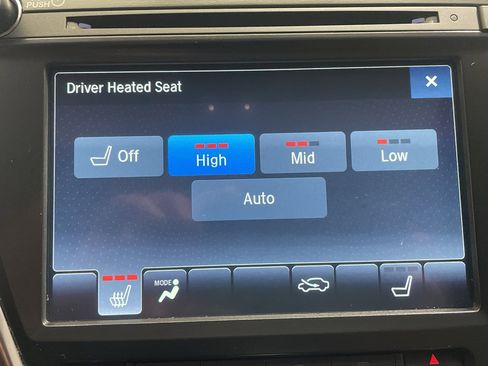 PUSH
Driver Heated Seat
×
Off
High
Mid
Low
Auto
MODE